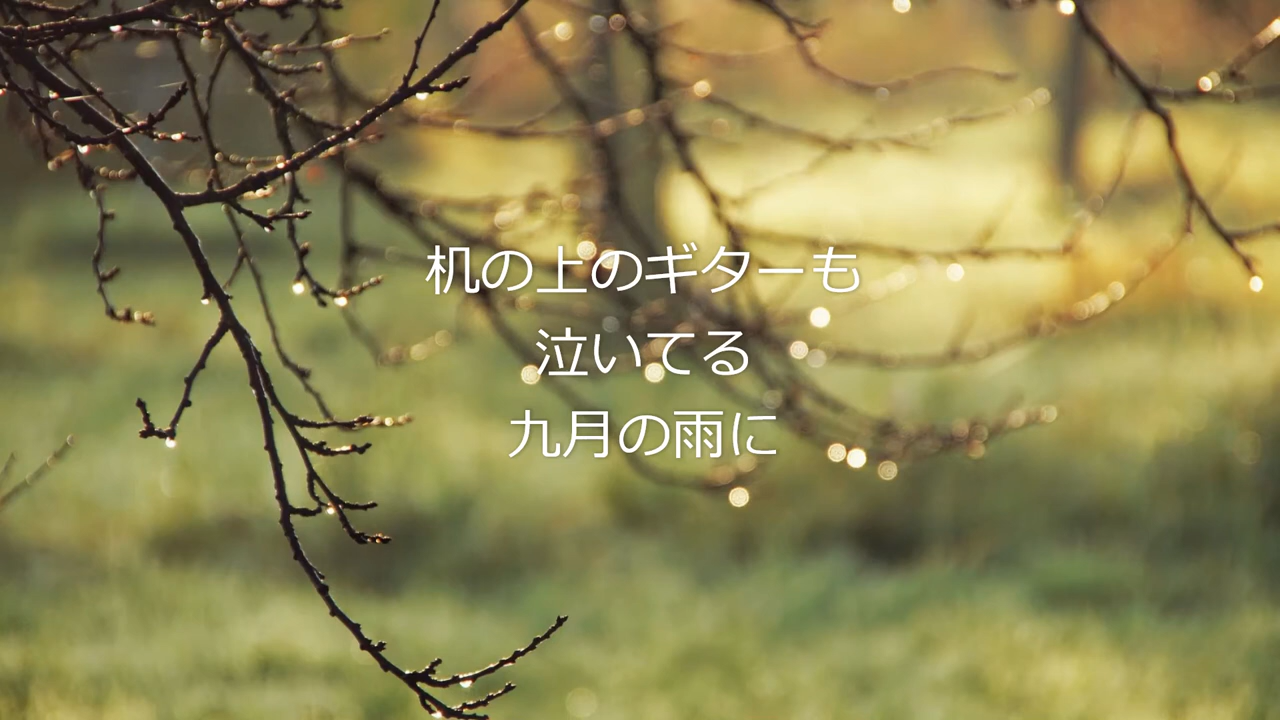 机の上のギターも
泣いてる
九月の雨に